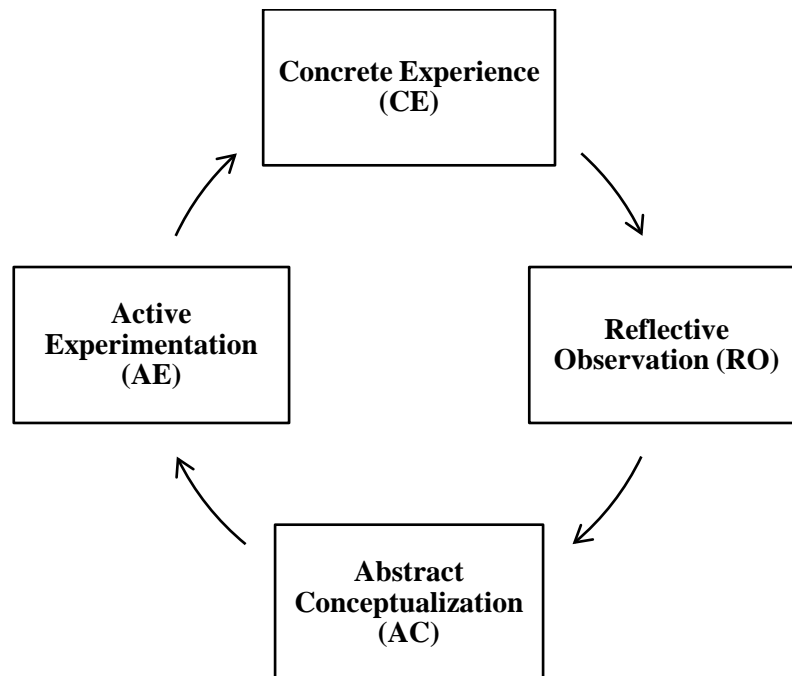 Concrete Experience
(CE)
Active
Experimentation
(AE)
Reflective
Observation (RO)
Abstract
Conceptualization
(AC)